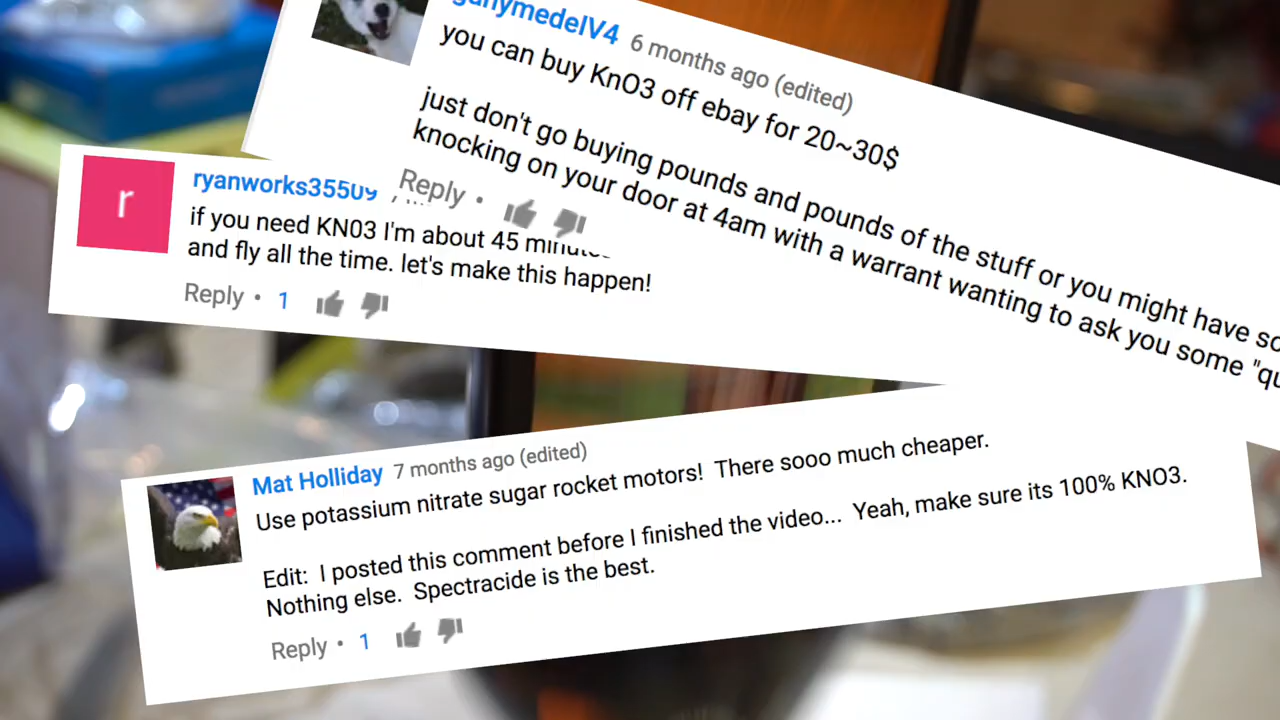 6 months ago (edited)
you can buy KnO3 off ebay for 20~30$
just don't go buying pounds and pounds of the stuff or you might have
knocking on your door at 4am with a warrant wanting to ask you some
Reply •
r
ryanworks35509
if you need KN03 I'm about 45
and fly all the time. let's make this happen!
Reply • 1
Mat Holliday 7 months ago (edited)
Use potassium nitrate sugar rocket motors! There sooo much cheaper.
Edit: I posted this comment before I finished the video... Yeah, make sure its 100% KNO3.
Nothing else. Spectracide is the best.
Reply • 1